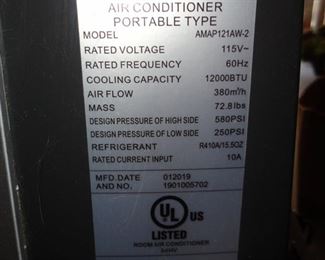 AIR CONDITIONER
PORTABLE TYPE
MODEL AMAP121AW-2
RATED VOLTAGE 115V~
RATED FREQUENCY 60Hz
COOLING CAPACITY 12000BTU
AIR FLOW 380m³/h
MASS 72.8lbs
DESIGN PRESSURE OF HIGH SIDE 580PSI
DESIGN PRESSURE OF LOW SIDE 250PSI
REFRIGERANT R410A/15.5OZ
RATED CURRENT INPUT 10A
MFD.DATE 012019
AND NO. 1901005702
UL US
LISTED
ROOM AIR CONDITIONER